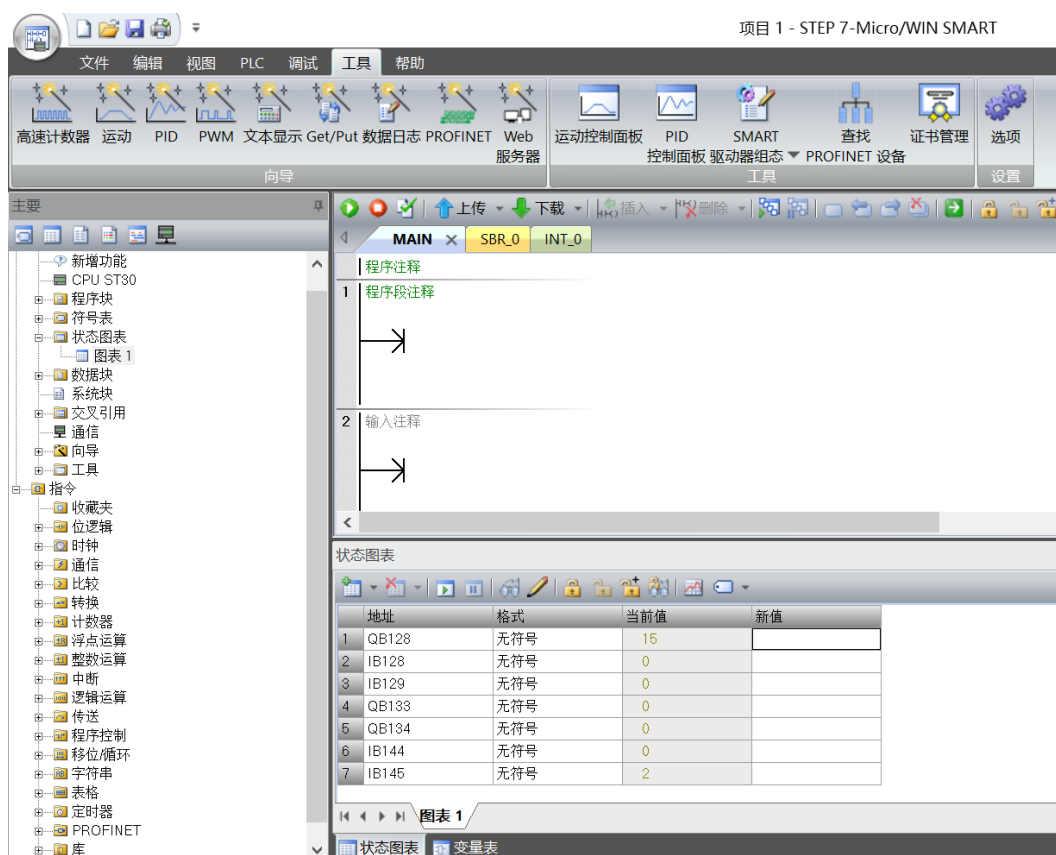 项目 1 - STEP 7-Micro/WIN SMART
文件 编辑 视图 PLC 调试 工具 帮助
高速计数器 运动 PID PWM 文本显示 Get/Put 数据日志 PROFINET Web 服务器
运动控制面板 PID 控制面板 SMART 驱动器组态 查找 PROFINET 设备 证书管理 选项
向导 工具 设置
主要
上传 下载 插入 删除
MAIN SBR_0 INT_0
新增功能
CPU ST30
程序块
符号表
状态图表
图表 1
数据块
系统块
交叉引用
通信
向导
工具
指令
收藏夹
位逻辑
时钟
通信
比较
转换
计数器
浮点运算
整数运算
中断
逻辑运算
传送
程序控制
移位/循环
字符串
表格
定时器
PROFINET
库
程序注释
1 程序段注释
2 输入注释
状态图表
地址 格式 当前值 新值
1 QB128 无符号 15
2 IB128 无符号 0
3 IB129 无符号 0
4 QB133 无符号 0
5 QB134 无符号 0
6 IB144 无符号 0
7 IB145 无符号 2
图表 1
状态图表 变量表